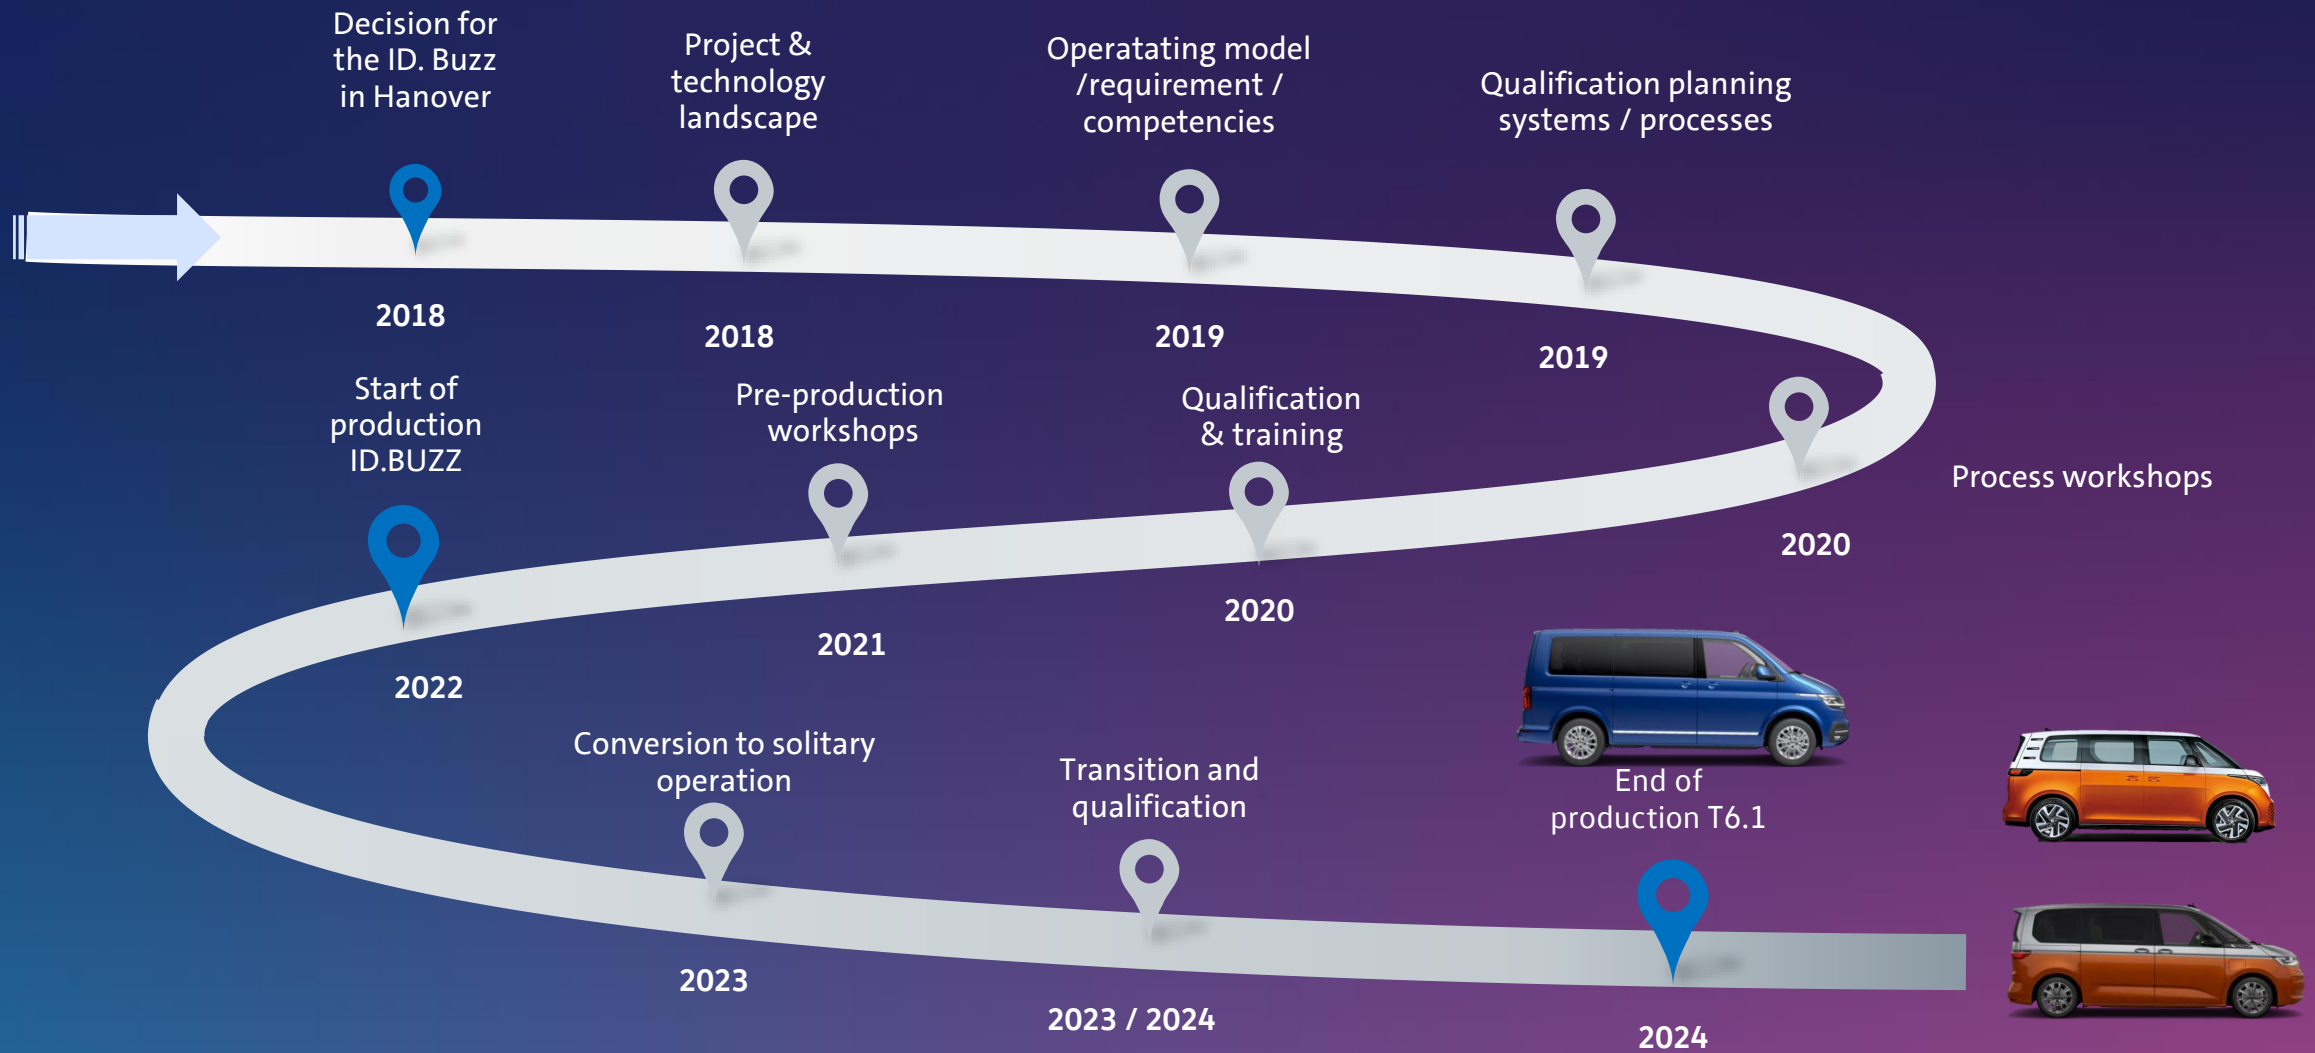 Decision for
the ID. Buzz
in Hanover
2018
Project &
technology
landscape
2018
Operatating model
/requirement /
competencies
2019
Qualification planning
systems / processes
2019
Process workshops
2020
Qualification
& training
2020
Pre-production
workshops
2021
Start of
production
ID.BUZZ
2022
Conversion to solitary
operation
2023
Transition and
qualification
2023 / 2024
End of
production T6.1
2024